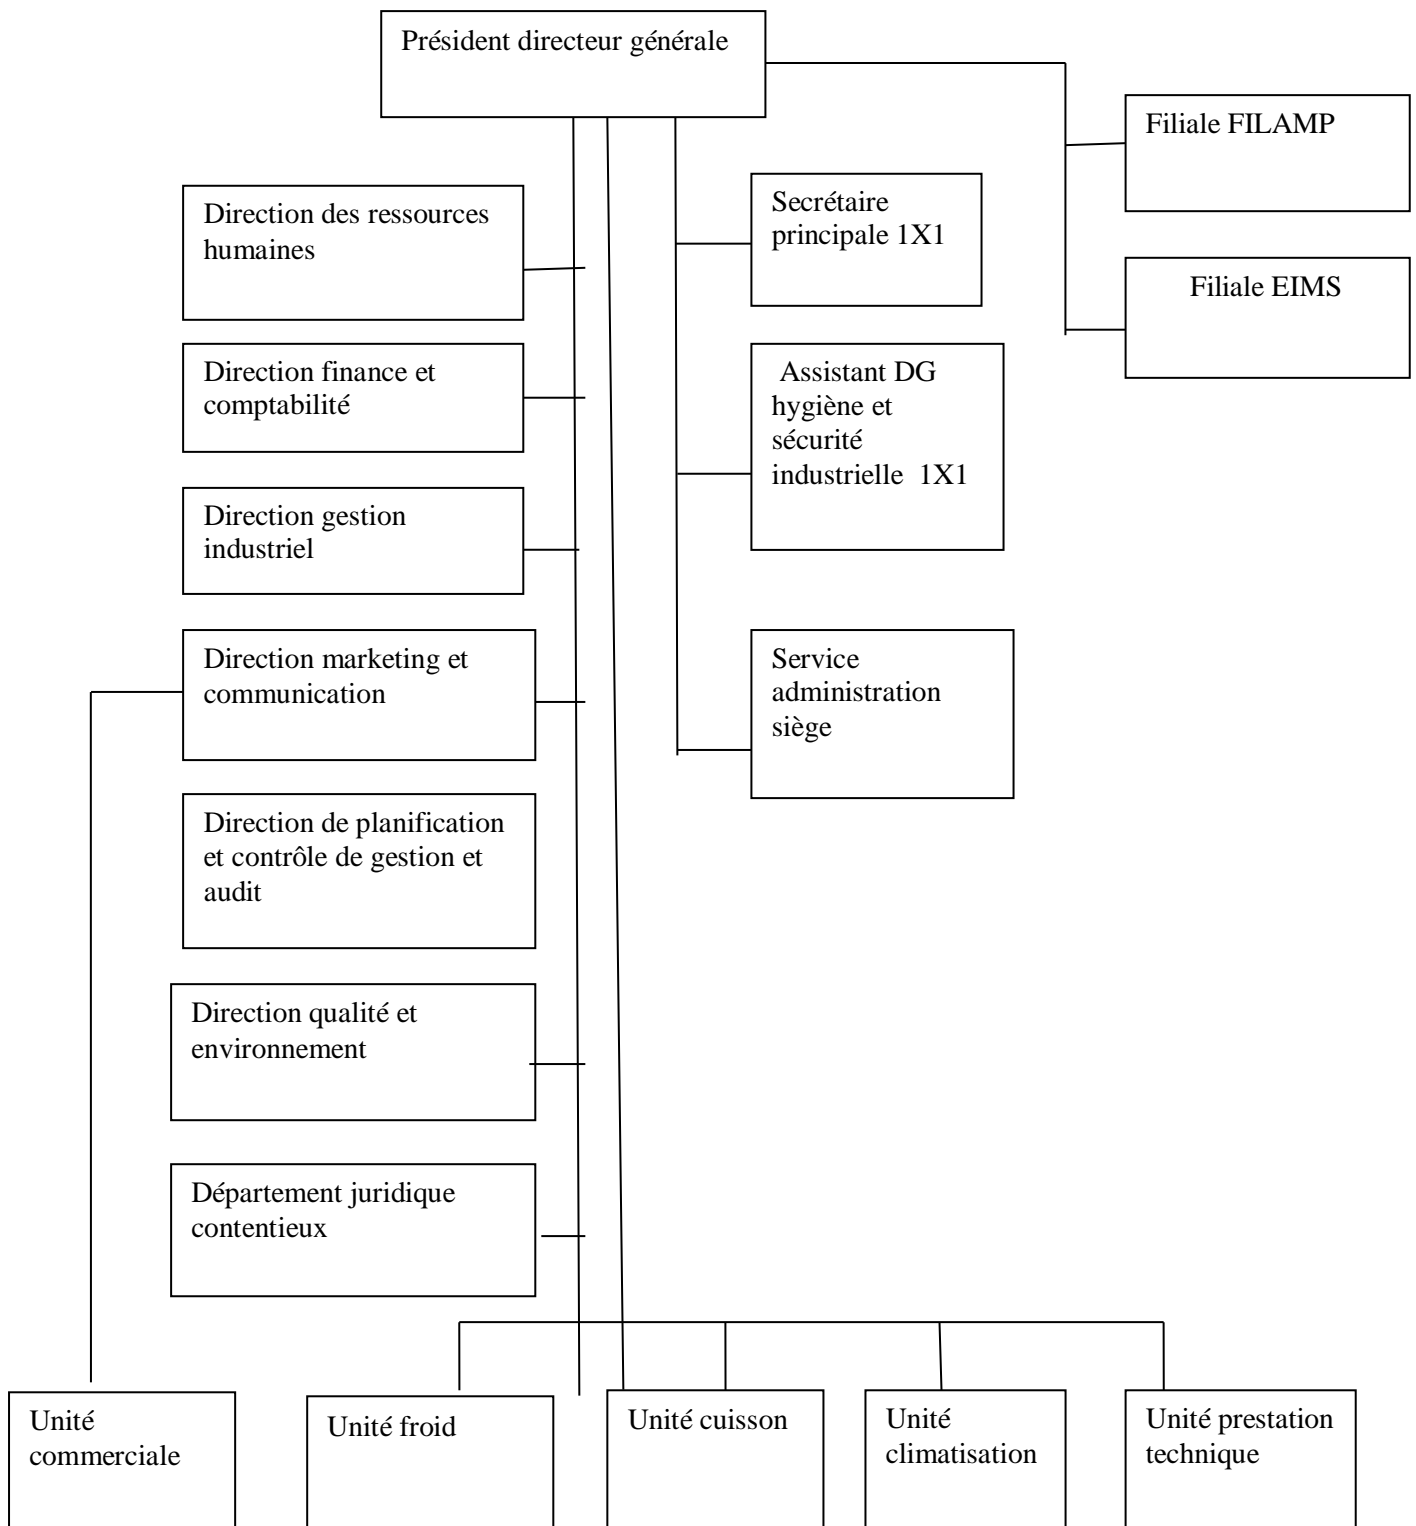 Président directeur générale
Filiale FILAMP
Secrétaire
principale 1X1
Direction des ressources
humaines
Filiale EIMS
Direction finance et
comptabilité
Assistant DG
hygiène et
sécurité
industrielle 1X1
Direction gestion
industriel
Direction marketing et
communication
Service
administration
siège
Direction de planification
et contrôle de gestion et
audit
Direction qualité et
environnement
Département juridique
contentieux
Unité
commerciale
Unité froid
Unité cuisson
Unité
climatisation
Unité prestation
technique